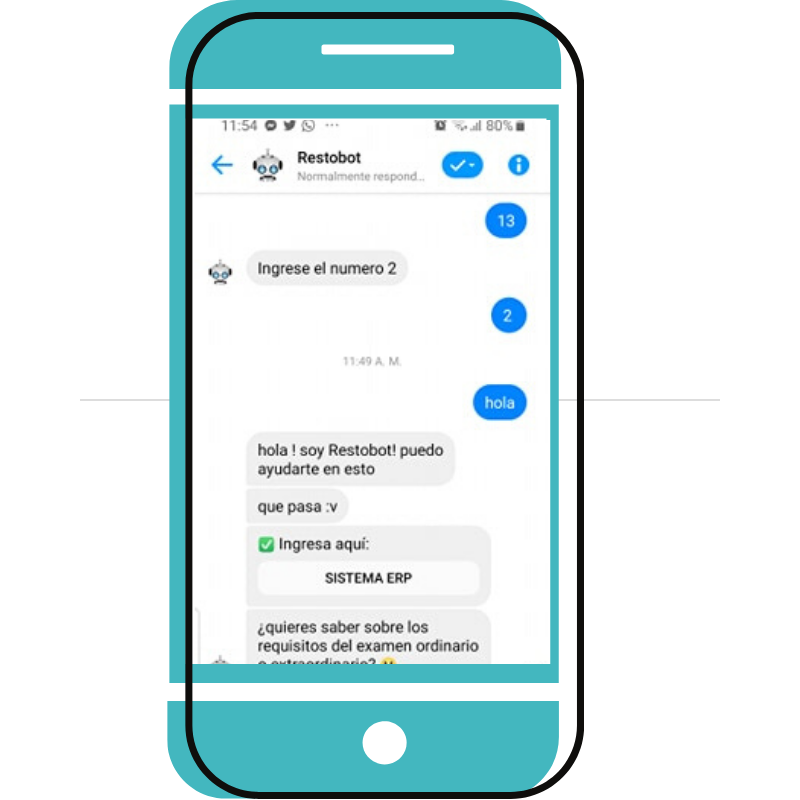 11:54 ... 80%
Restobot
Normalmente respond...
13
Ingrese el numero 2
2
11:49 A. M.
hola
hola ! soy Restobot! puedo
ayudarte en esto
que pasa :v
✅ Ingresa aquí:
SISTEMA ERP
¿quieres saber sobre los
requisitos del examen ordinario
o extraordinario?